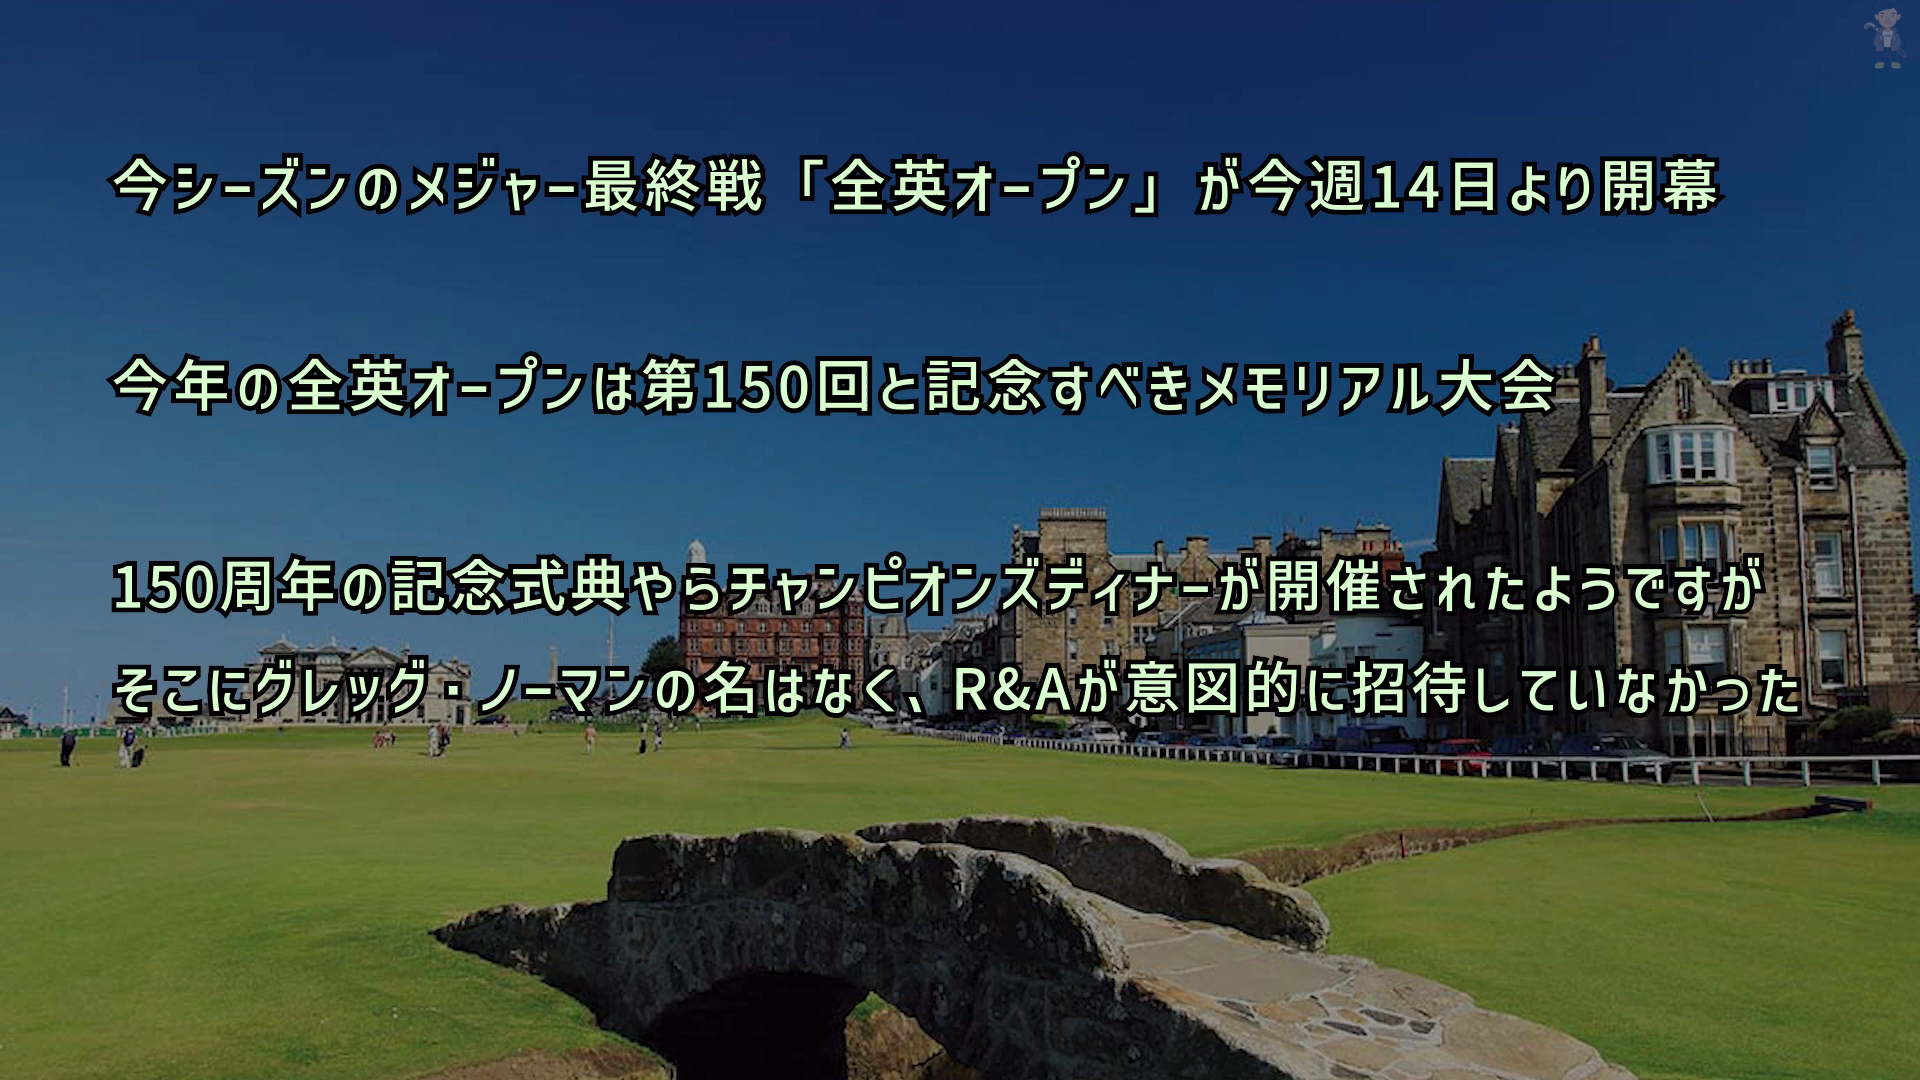 今シーズンのメジャー最終戦「全英オープン」が今週14日より開幕
今年の全英オープンは第150回と記念すべきメモリアル大会
150周年の記念式典やらチャンピオンズディナーが開催されたようですが
そこにグレッグ・ノーマンの名はなく、R&Aが意図的に招待していなかった